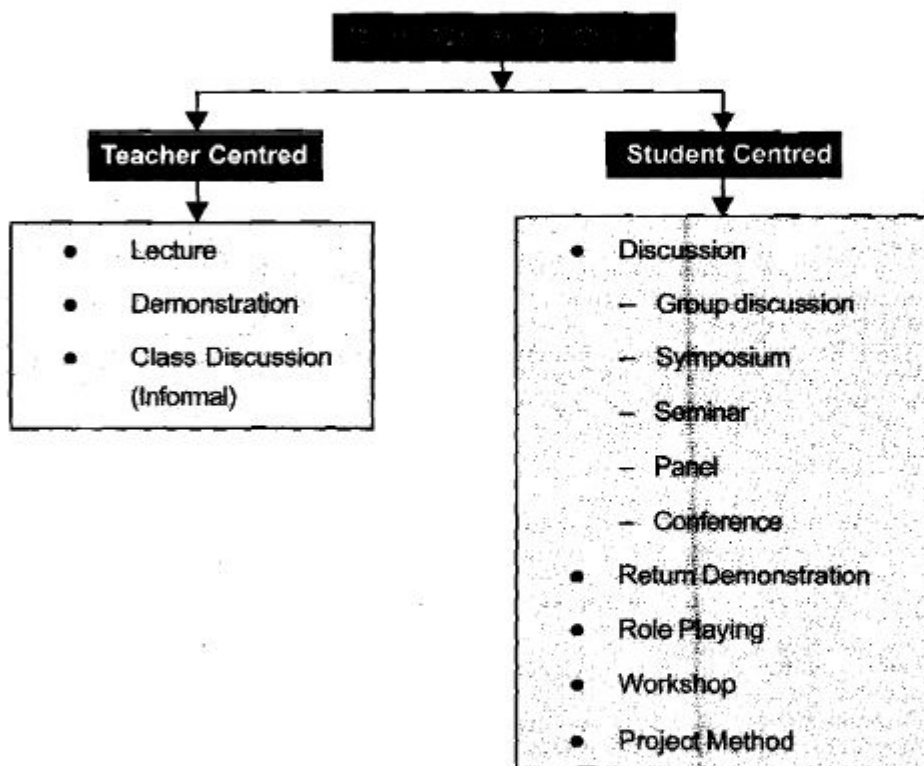 Teacher Centred
• Lecture
• Demonstration
• Class Discussion
(Informal)
Student Centred
• Discussion
– Group discussion
– Symposium
– Seminar
– Panel
– Conference
• Return Demonstration
• Role Playing
• Workshop
• Project Method